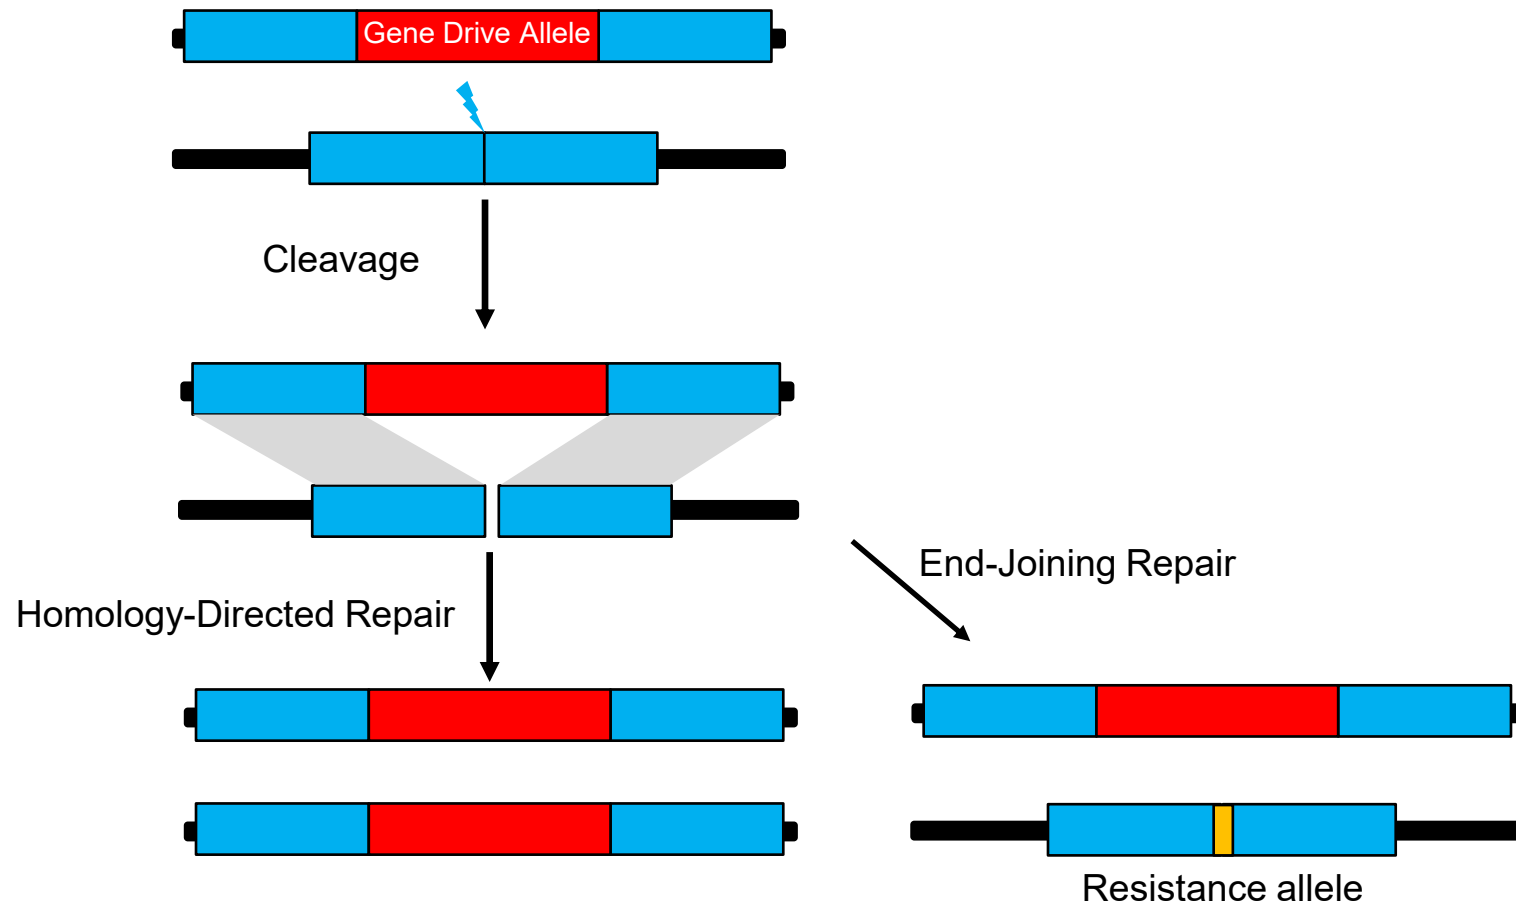 Gene Drive Allele
Cleavage
End-Joining Repair
Homology-Directed Repair
Resistance allele